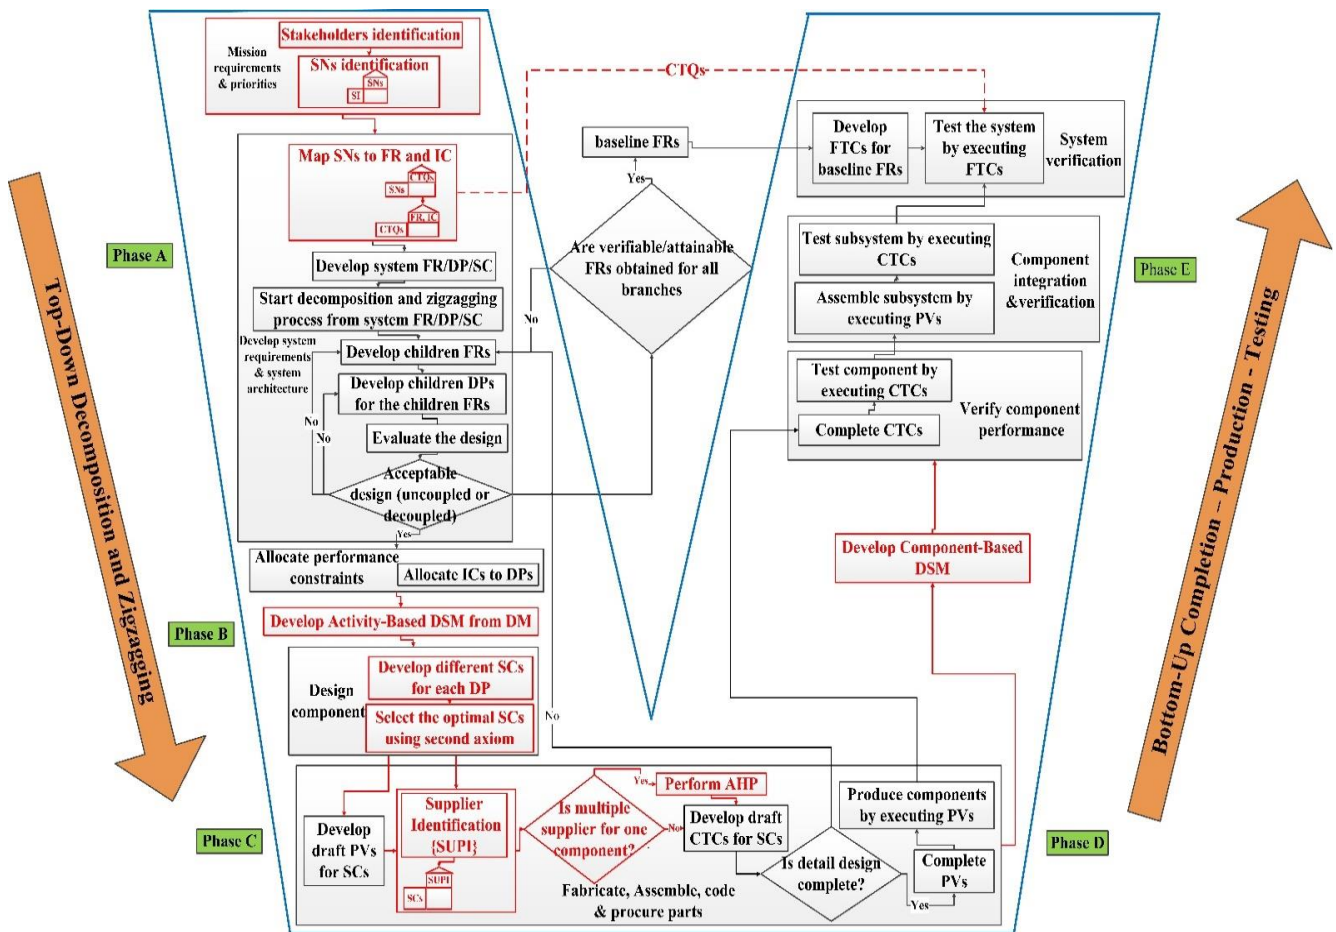 Stakeholders identification
Mission
requirements
& priorities
SNs identification
SNs
SI
CTQs
Map SNs to FR and IC
CTQs
SNs
FR, IC
CTQs
Phase A
Develop system FR/DP/SC
Start decomposition and zigzagging
process from system FR/DP/SC
Develop system
requirements
& system
architecture
Develop children FRs
Develop children DPs
for the children FRs
No
No
Evaluate the design
Acceptable
design (uncoupled or
decoupled)
Yes
Allocate performance
constraints
Allocate ICs to DPs
Phase B
Develop Activity-Based DSM from DM
Design
component
Develop different SCs
for each DP
Select the optimal SCs
using second axiom
Top-Down Decomposition and Zigzagging
baseline FRs
Yes
Are verifiable/attainable
FRs obtained for all
branches
No
No
Develop
FTCs for
baseline FRs
Test the system
by executing
FTCs
System
verification
Test subsystem by executing
CTCs
Assemble subsystem by
executing PVs
Component
integration
&verification
Phase E
Test component by
executing CTCs
Complete CTCs
Verify component
performance
Develop Component-Based
DSM
Bottom-Up Completion – Production - Testing
Phase C
Develop
draft PVs
for SCs
Supplier
Identification
{SUPI}
SUPI
SCs
Is multiple
supplier for one
component?
Yes
Perform AHP
No
Develop draft
CTCs for SCs
Is detail design
complete?
Yes
Produce components
by executing PVs
Complete
PVs
Fabricate, Assemble, code
& procure parts
Phase D